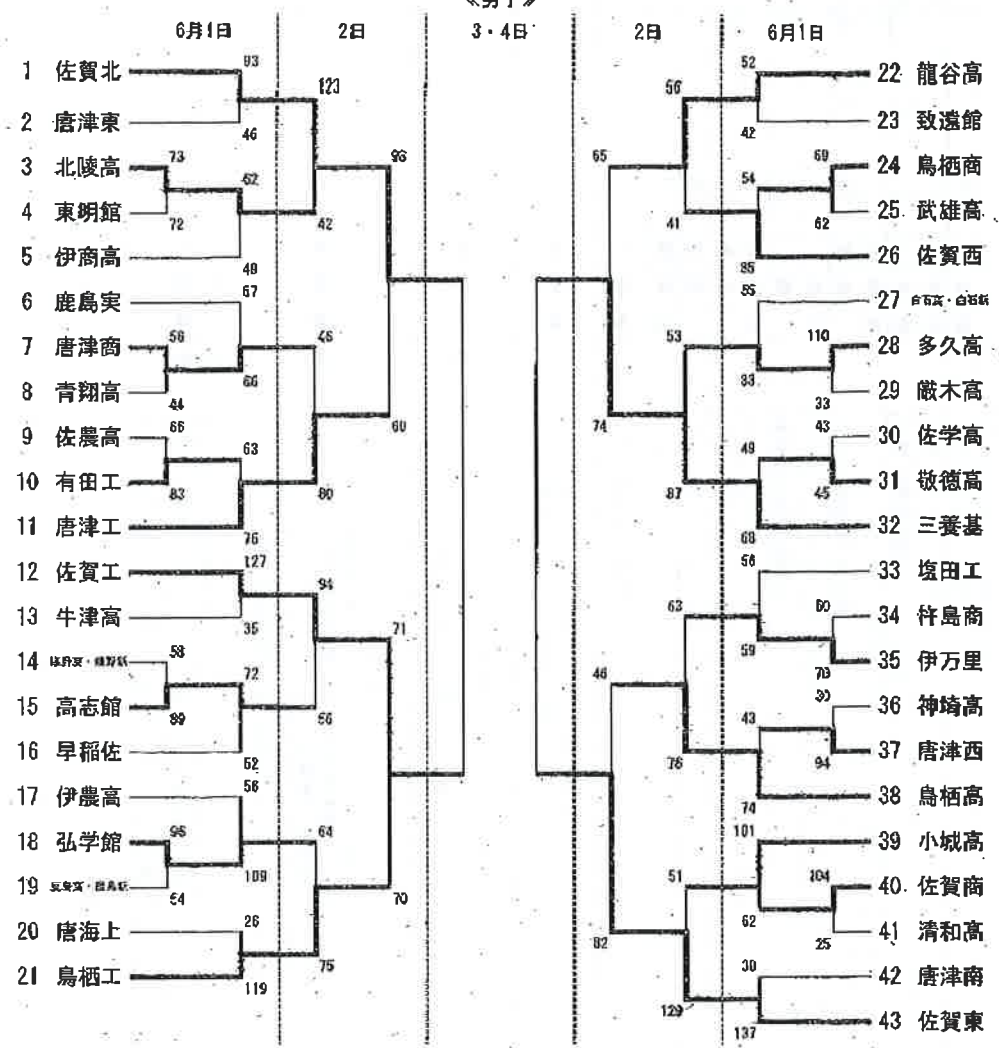 ≪男子≫
6月1日 2日 3・4日 2日 6月1日
1 佐賀北
2 唐津東
3 北陵高
4 東明館
5 伊商高
6 鹿島実
7 唐津商
8 青翔高
9 佐農高
10 有田工
11 唐津工
12 佐賀工
13 牛津高
14
15 高志館
16 早稲佐
17 伊農高
18 弘学館
19
20 唐海上
21 鳥栖工
93
46
73
72
62
49
57
56
44
66
66
83
63
76
127
35
58
89
72
52
56
96
54
109
26
119
123
42
45
80
94
56
64
75
98
60
71
70
65
74
46
82
56
41
53
87
63
76
51
129
52
42
54
85
69
62
55
83
110
33
49
68
43
45
56
59
60
70
43
74
30
94
101
62
104
25
30
137
22 龍谷高
23 致遠館
24 鳥栖商
25 武雄高
26 佐賀西
27
28 多久高
29 厳木高
30 佐学高
31 敬徳高
32 三養基
33 塩田工
34 杵島商
35 伊万里
36 神埼高
37 唐津西
38 鳥栖高
39 小城高
40 佐賀商
41 清和高
42 唐津南
43 佐賀東